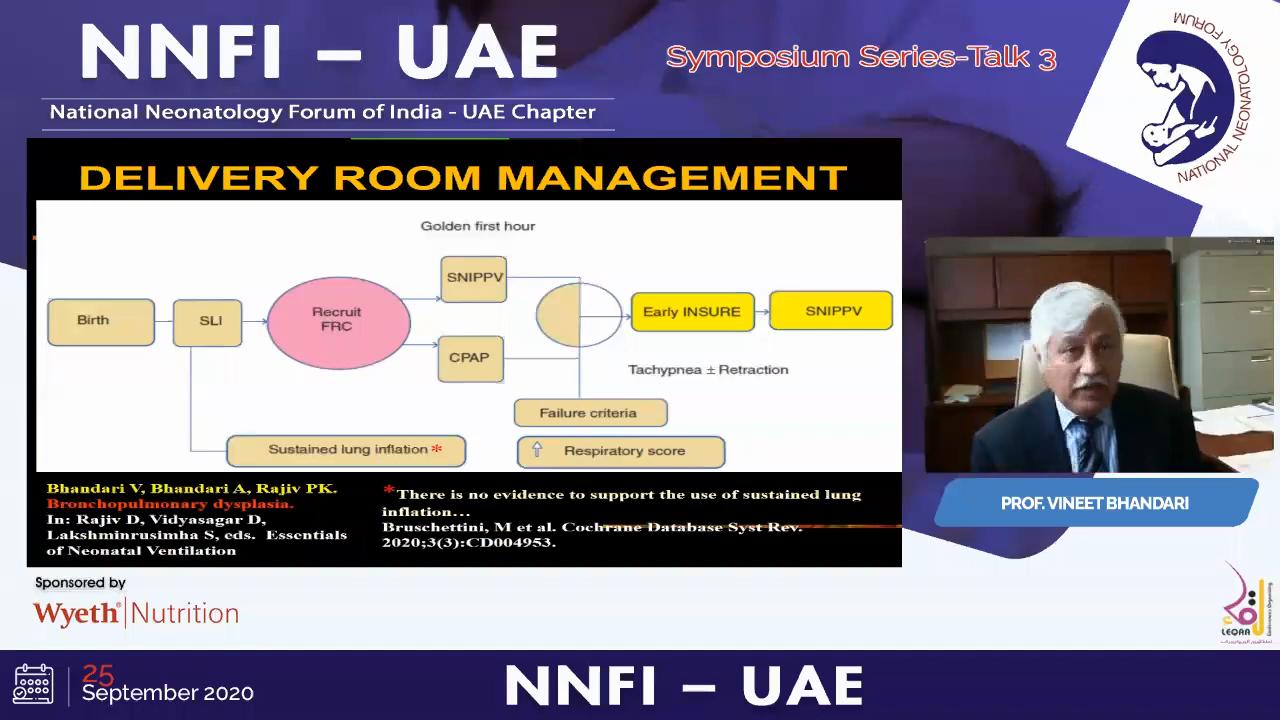 NNFI – UAE
National Neonatology Forum of India - UAE Chapter
Symposium Series-Talk 3
NATIONAL NEONATOLOGY FORUM
DELIVERY ROOM MANAGEMENT
Golden first hour
Birth
SLI
Recruit
FRC
SNIPPV
CPAP
Early INSURE
SNIPPV
Tachypnea ± Retraction
Failure criteria
Sustained lung inflation *
⇧ Respiratory score
Bhandari V, Bhandari A, Rajiv PK.
Bronchopulmonary dysplasia.
In: Rajiv D, Vidyasagar D,
Lakshminrusimha S, eds. Essentials
of Neonatal Ventilation
*There is no evidence to support the use of sustained lung
inflation...
Bruschettini, M et al. Cochrane Database Syst Rev.
2020;3(3):CD004953.
PROF. VINEET BHANDARI
Sponsored by
Wyeth® Nutrition
LEQAA
25
September 2020
NNFI – UAE